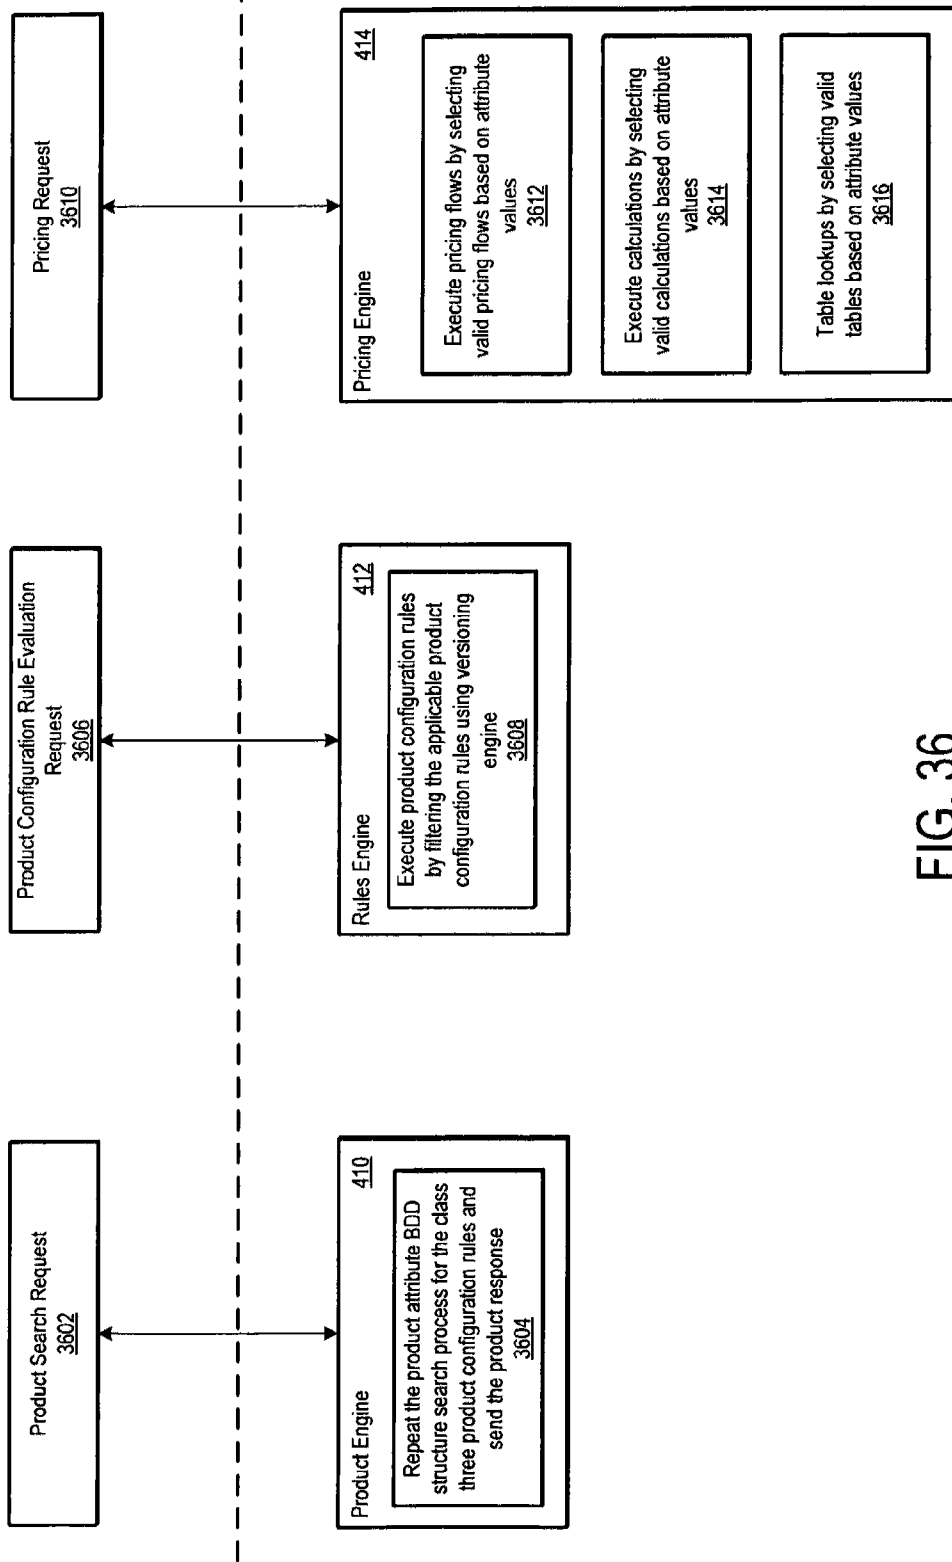 Product Search Request
3602
Product Engine
410
Repeat the product attribute BDD
structure search process for the class
three product configuration rules and
send the product response
3604
Product Configuration Rule Evaluation
Request
3606
Rules Engine
412
Execute product configuration rules
by filtering the applicable product
configuration rules using versioning
engine
3608
Pricing Request
3610
Pricing Engine
414
Execute pricing flows by selecting
valid pricing flows based on attribute
values
3612
Execute calculations by selecting
valid calculations based on attribute
values
3614
Table lookups by selecting valid
tables based on attribute values
3616
FIG. 36